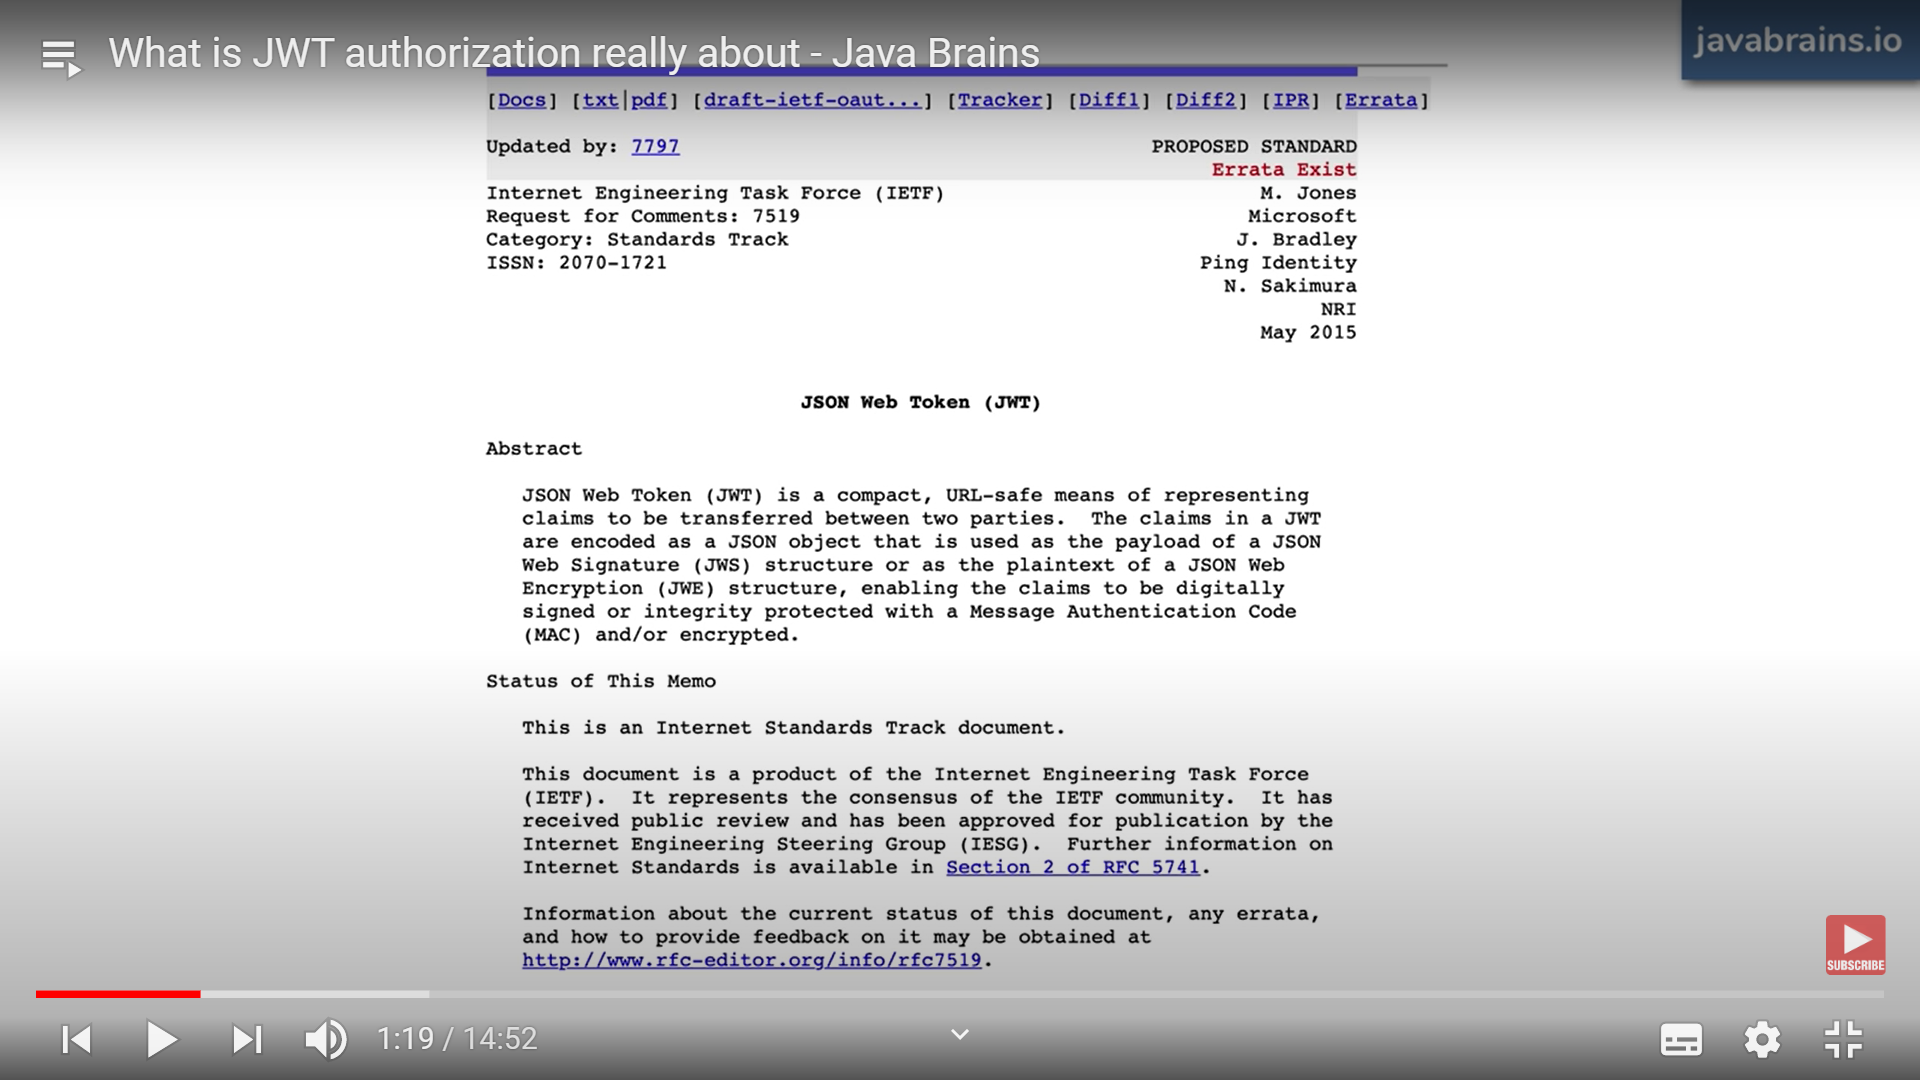 What is JWT authorization really about - Java Brains
javabrains.io
[Docs] [txt|pdf] [draft-ietf-oaut...] [Tracker] [Diff1] [Diff2] [IPR] [Errata]
Updated by: 7797 PROPOSED STANDARD
Errata Exist
Internet Engineering Task Force (IETF) M. Jones
Request for Comments: 7519 Microsoft
Category: Standards Track J. Bradley
ISSN: 2070-1721 Ping Identity
N. Sakimura
NRI
May 2015
JSON Web Token (JWT)
Abstract
JSON Web Token (JWT) is a compact, URL-safe means of representing
claims to be transferred between two parties. The claims in a JWT
are encoded as a JSON object that is used as the payload of a JSON
Web Signature (JWS) structure or as the plaintext of a JSON Web
Encryption (JWE) structure, enabling the claims to be digitally
signed or integrity protected with a Message Authentication Code
(MAC) and/or encrypted.
Status of This Memo
This is an Internet Standards Track document.
This document is a product of the Internet Engineering Task Force
(IETF). It represents the consensus of the IETF community. It has
received public review and has been approved for publication by the
Internet Engineering Steering Group (IESG). Further information on
Internet Standards is available in Section 2 of RFC 5741.
Information about the current status of this document, any errata,
and how to provide feedback on it may be obtained at
http://www.rfc-editor.org/info/rfc7519.
SUBSCRIBE
1:19 / 14:52